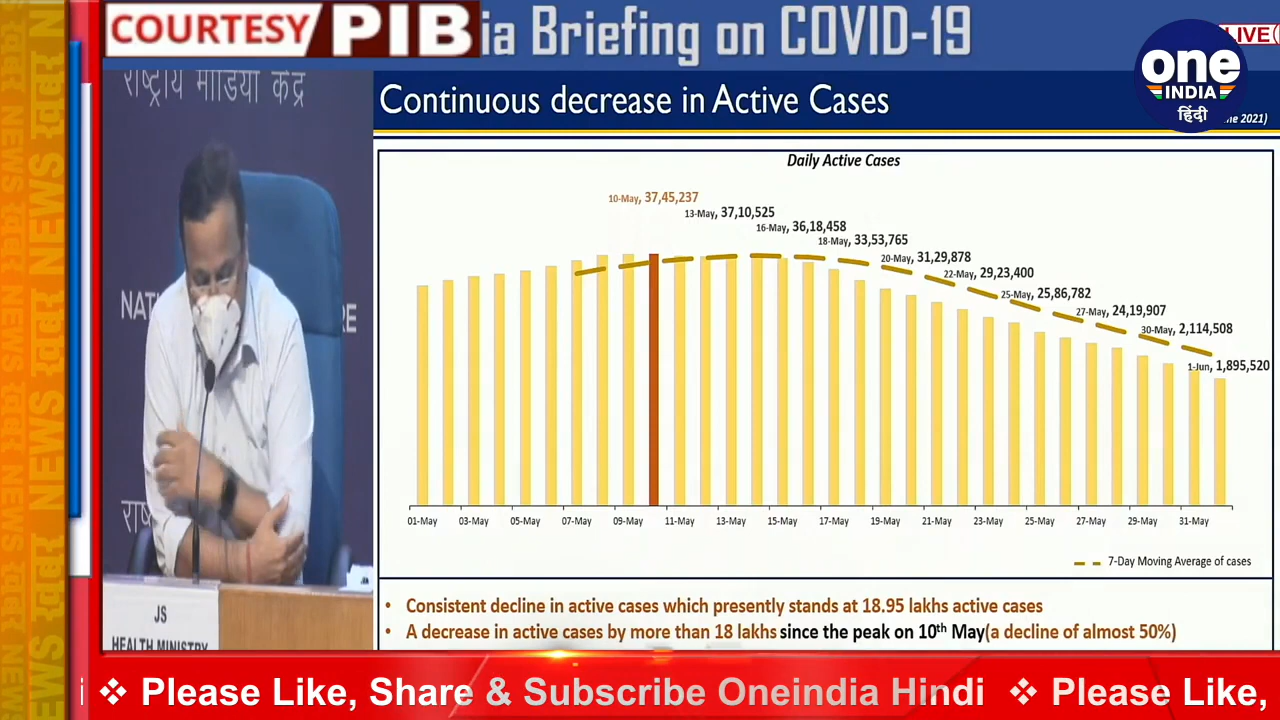 COURTESY PIB ia Briefing on COVID-19
LIVE
one
INDIA
हिंदी
राष्ट्रीय मीडिया केंद्र
Continuous decrease in Active Cases
ne 2021)
Daily Active Cases
10-May, 37,45,237
13-May, 37,10,525
16-May, 36,18,458
18-May, 33,53,765
20-May, 31,29,878
22-May, 29,23,400
25-May, 25,86,782
27-May, 24,19,907
30-May, 2,114,508
1-Jun, 1,895,520
01-May 03-May 05-May 07-May 09-May 11-May 13-May 15-May 17-May 19-May 21-May 23-May 25-May 27-May 29-May 31-May
7-Day Moving Average of cases
• Consistent decline in active cases which presently stands at 18.95 lakhs active cases
• A decrease in active cases by more than 18 lakhs since the peak on 10th May(a decline of almost 50%)
NATI RE
राष्
JS
HEALTH MINISTRY
NEWS खबर NEWS खबर NEWS
❖ Please Like, Share & Subscribe Oneindia Hindi ❖ Please Like,